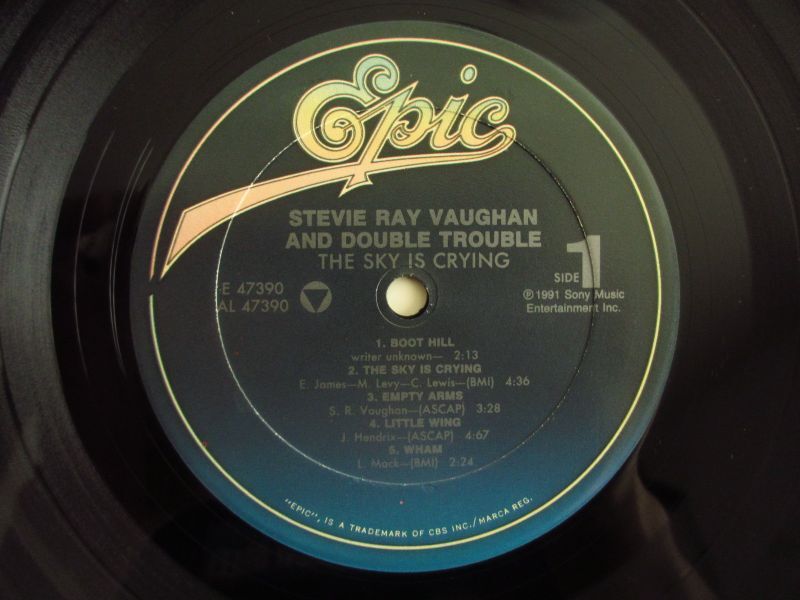 Epic
STEVIE RAY VAUGHAN
AND DOUBLE TROUBLE
THE SKY IS CRYING
E 47390
AL 47390
SIDE 1
℗ 1991 Sony Music
Entertainment Inc.
1. BOOT HILL
writer unknown— 2:13
2. THE SKY IS CRYING
E. James—M. Levy—C. Lewis—(BMI) 4:36
3. EMPTY ARMS
S. R. Vaughan—(ASCAP) 3:28
4. LITTLE WING
J. Hendrix—(ASCAP) 4:67
5. WHAM
L. Mack—(BMI) 2:24
"EPIC", IS A TRADEMARK OF CBS INC./MARCA REG.